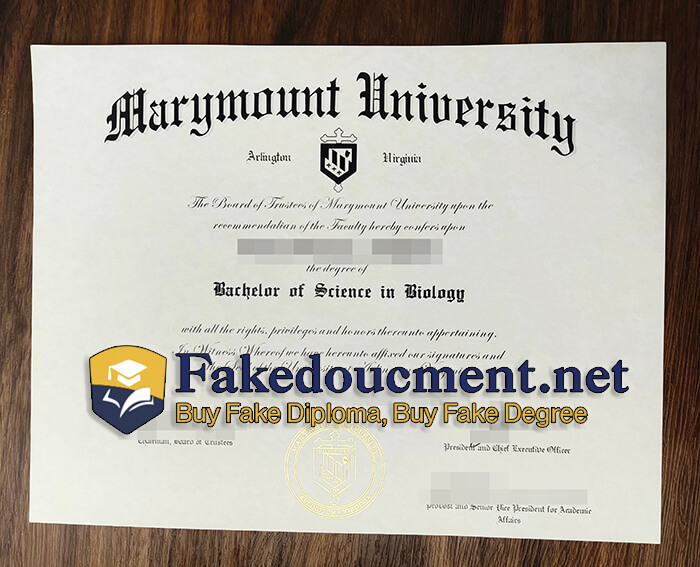 Marymount University
Arlington Virginia
The Board of Trustees of Marymount University upon the
recommendation of the Faculty hereby confers upon
the degree of
Bachelor of Science in Biology
with all the rights, privileges and honors thereunto appertaining.
In Witness Whereof we have hereunto affixed our signatures and
Fakedoucment.net
Buy Fake Diploma, Buy Fake Degree
Chairman, Board of Trustees
President and Chief Executive Officer
Provost and Senior Vice President for Academic
Affairs